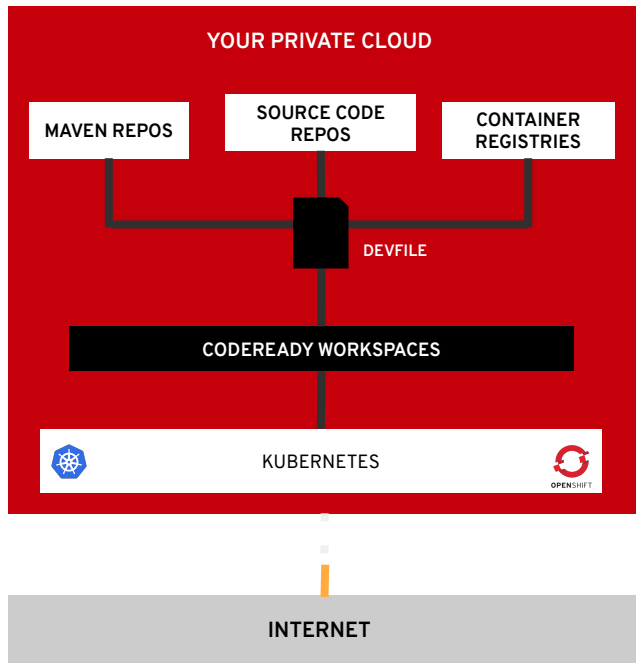 YOUR PRIVATE CLOUD
MAVEN REPOS
SOURCE CODE
REPOS
CONTAINER
REGISTRIES
DEVFILE
CODEREADY WORKSPACES
KUBERNETES
OPENSHIFT
INTERNET